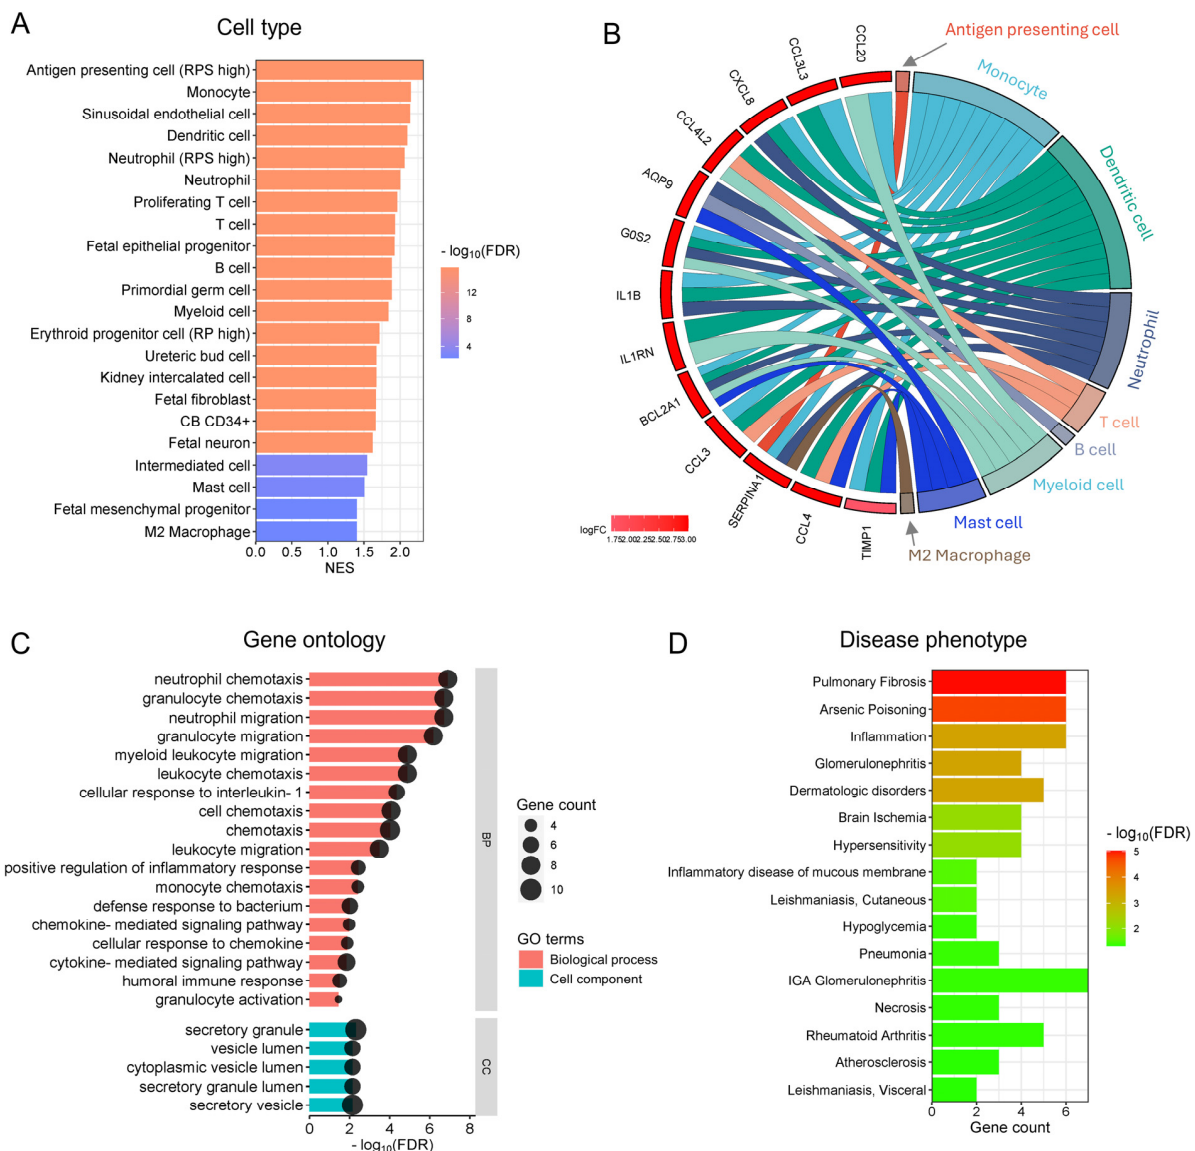 A
Cell type
Antigen presenting cell (RPS high)
Monocyte
Sinusoidal endothelial cell
Dendritic cell
Neutrophil (RPS high)
Neutrophil
Proliferating T cell
T cell
Fetal epithelial progenitor
B cell
Primordial germ cell
Myeloid cell
Erythroid progenitor cell (RP high)
Ureteric bud cell
Kidney intercalated cell
Fetal fibroblast
CB CD34+
Fetal neuron
Intermediated cell
Mast cell
Fetal mesenchymal progenitor
M2 Macrophage
0.0 0.5 1.0 1.5 2.0
NES
- log₁₀(FDR)
12
8
4
B
Antigen presenting cell
Monocyte
Dendritic cell
Neutrophil
T cell
B cell
Myeloid cell
Mast cell
M2 Macrophage
CCL20
CCL3L3
CXCL8
CCL4L2
AQP9
G0S2
IL1B
IL1RN
BCL2A1
CCL3
SERPINA1
CCL4
TIMP1
logFC
1.752.002.252.502.753.00
C
Gene ontology
neutrophil chemotaxis
granulocyte chemotaxis
neutrophil migration
granulocyte migration
myeloid leukocyte migration
leukocyte chemotaxis
cellular response to interleukin- 1
cell chemotaxis
chemotaxis
leukocyte migration
positive regulation of inflammatory response
monocyte chemotaxis
defense response to bacterium
chemokine- mediated signaling pathway
cellular response to chemokine
cytokine- mediated signaling pathway
humoral immune response
granulocyte activation
BP
secretory granule
vesicle lumen
cytoplasmic vesicle lumen
secretory granule lumen
secretory vesicle
CC
0 2 4 6 8
- log₁₀(FDR)
Gene count
4
6
8
10
GO terms
Biological process
Cell component
D
Disease phenotype
Pulmonary Fibrosis
Arsenic Poisoning
Inflammation
Glomerulonephritis
Dermatologic disorders
Brain Ischemia
Hypersensitivity
Inflammatory disease of mucous membrane
Leishmaniasis, Cutaneous
Hypoglycemia
Pneumonia
IGA Glomerulonephritis
Necrosis
Rheumatoid Arthritis
Atherosclerosis
Leishmaniasis, Visceral
0 2 4 6
Gene count
- log₁₀(FDR)
5
4
3
2